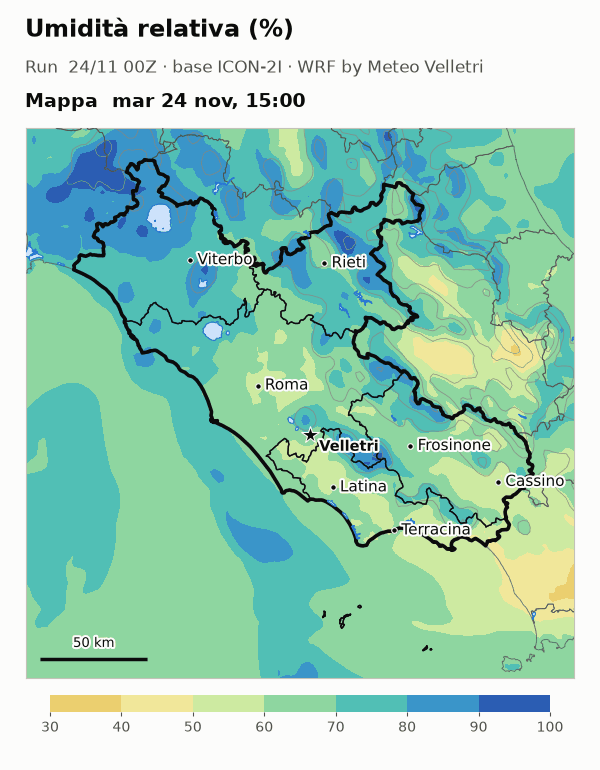 Umidità relativa (%)
Run  24/11 00Z · base ICON-2I · WRF by Meteo Velletri
Mappa  mar 24 nov, 15:00
Viterbo
Rieti
Roma
Velletri
Frosinone
Latina
Cassino
Terracina
50 km
30 40 50 60 70 80 90 100